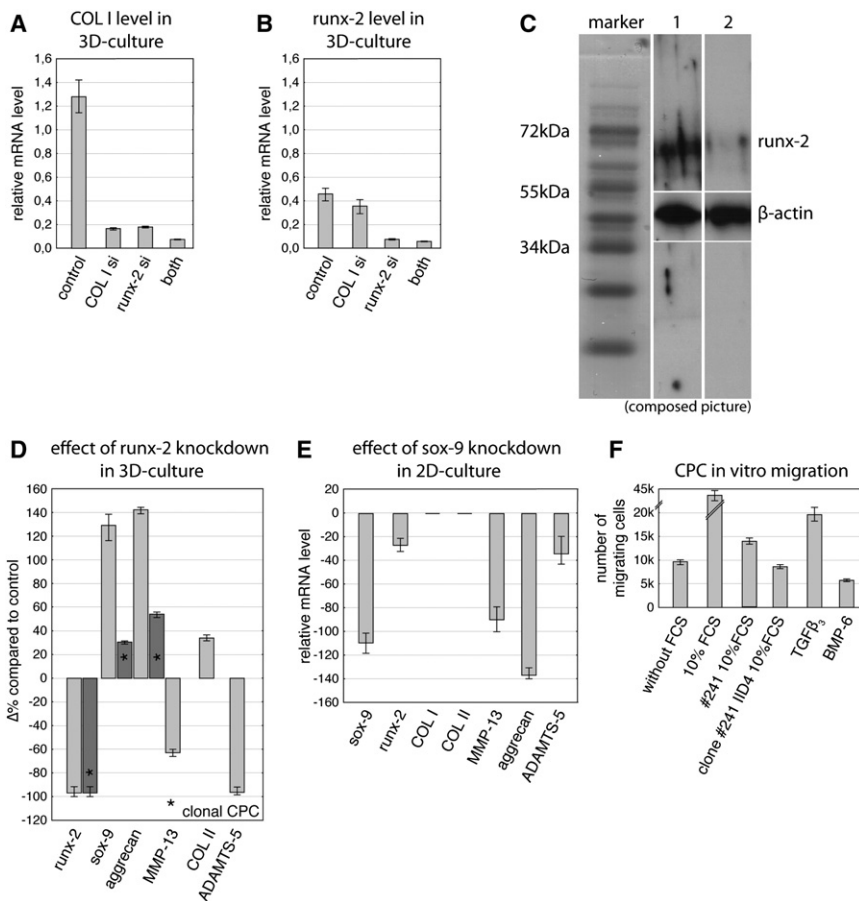 A
COL I level in
3D-culture
relative mRNA level
1,6
1,4
1,2
1,0
0,8
0,6
0,4
0,2
0,0
control
COL I si
runx-2 si
both
B
runx-2 level in
3D-culture
relative mRNA level
1,6
1,4
1,2
1,0
0,8
0,6
0,4
0,2
0,0
control
COL I si
runx-2 si
both
C
marker 1 2
72kDa
55kDa
34kDa
runx-2
β-actin
(composed picture)
D
effect of runx-2 knockdown
in 3D-culture
Δ% compared to control
160
140
120
100
80
60
40
20
0
-20
-40
-60
-80
-100
-120
*
*
*
* clonal CPC
runx-2
sox-9
aggrecan
MMP-13
COL II
ADAMTS-5
E
effect of sox-9 knockdown
in 2D-culture
relative mRNA level
20
0
-20
-40
-60
-80
-100
-120
-140
-160
sox-9
runx-2
COL I
COL II
MMP-13
aggrecan
ADAMTS-5
F
CPC in vitro migration
number of
migrating cells
45k
20k
15k
10k
5k
0
without FCS
10% FCS
#241 10%FCS
clone #241 IID4 10%FCS
TGFβ₃
BMP-6